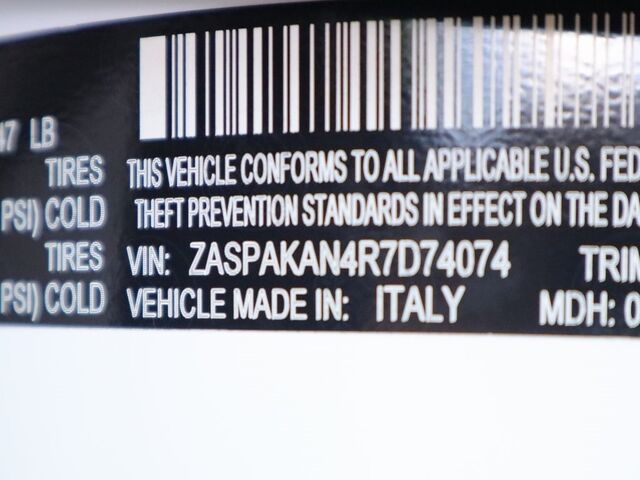 47 LB
TIRES THIS VEHICLE CONFORMS TO ALL APPLICABLE U.S. FED
PSI) COLD THEFT PREVENTION STANDARDS IN EFFECT ON THE DA
TIRES VIN: ZASPAKAN4R7D74074 TRIM
PSI) COLD VEHICLE MADE IN: ITALY MDH: 0